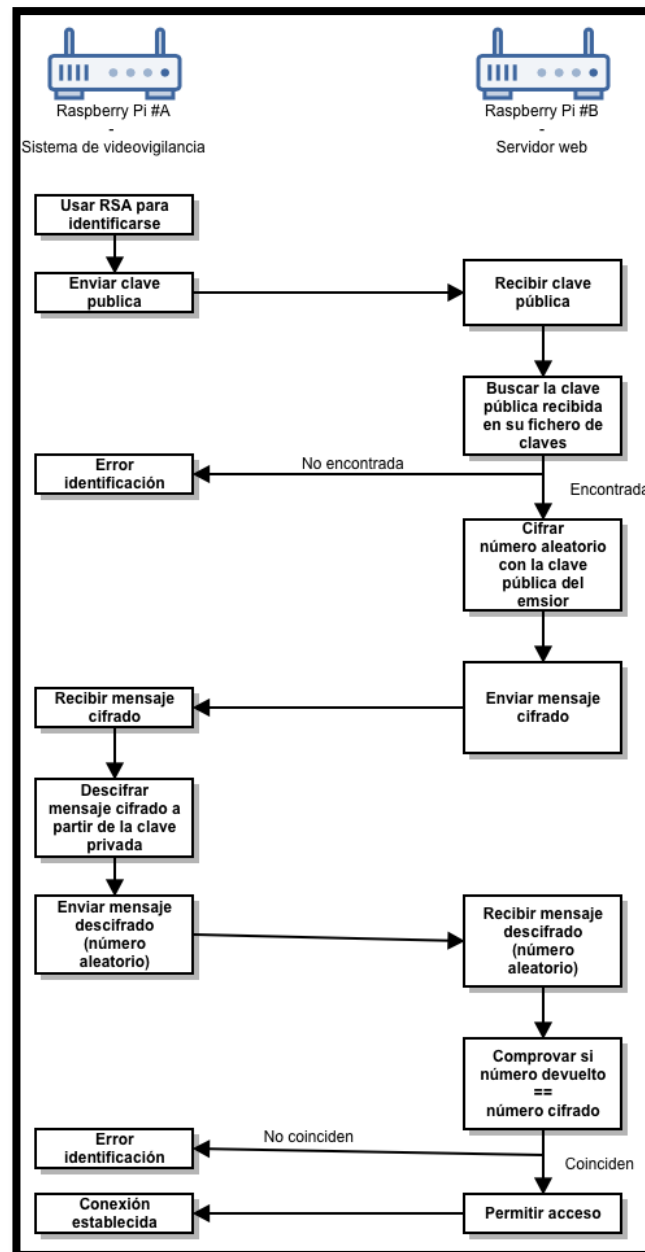 Raspberry Pi #A
-
Sistema de videovigilancia
Raspberry Pi #B
-
Servidor web
Usar RSA para
identificarse
Enviar clave
publica
Recibir clave
pública
Buscar la clave
pública recibida
en su fichero de
claves
No encontrada
Error
identificación
Encontrada
Cifrar
número aleatorio
con la clave
pública del
emsior
Enviar mensaje
cifrado
Recibir mensaje
cifrado
Descifrar
mensaje cifrado a
partir de la clave
privada
Enviar mensaje
descifrado
(número
aleatorio)
Recibir mensaje
descifrado
(número
aleatorio)
Comprovar si
número devuelto
==
número cifrado
No coinciden
Error
identificación
Coinciden
Permitir acceso
Conexión
establecida